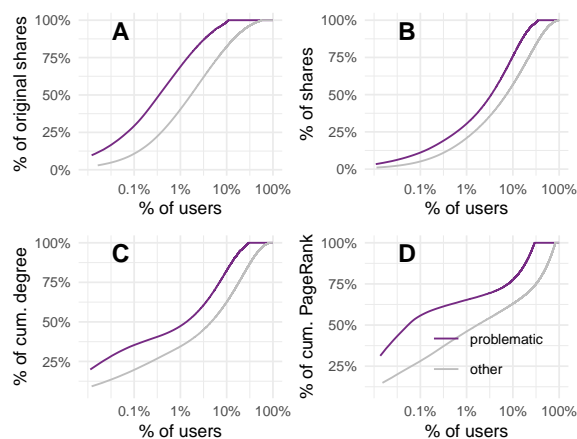 A
% of original shares
100%
75%
50%
25%
0%
0.1% 1% 10% 100%
% of users
B
% of shares
100%
75%
50%
25%
0%
0.1% 1% 10% 100%
% of users
C
% of cum. degree
100%
75%
50%
25%
0.1% 1% 10% 100%
% of users
D
% of cum. PageRank
100%
75%
50%
25%
problematic
other
0.1% 1% 10% 100%
% of users